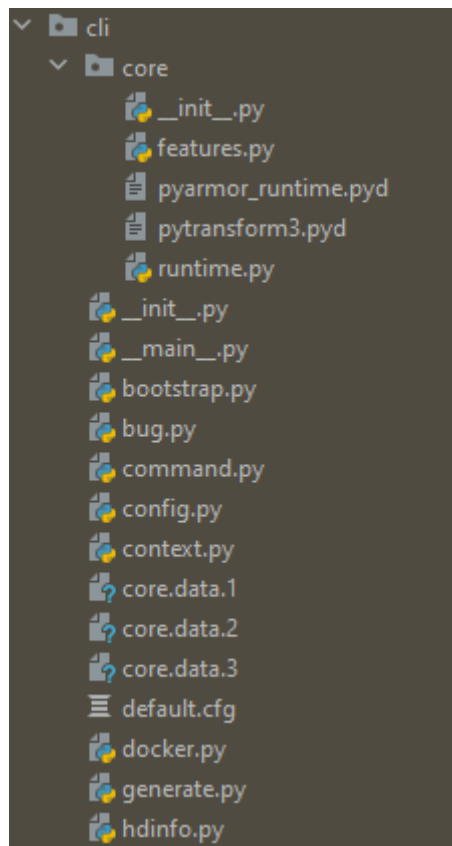 cli
core
__init__.py
features.py
pyarmor_runtime.pyd
pytransform3.pyd
runtime.py
__init__.py
__main__.py
bootstrap.py
bug.py
command.py
config.py
context.py
core.data.1
core.data.2
core.data.3
default.cfg
docker.py
generate.py
hdinfo.py